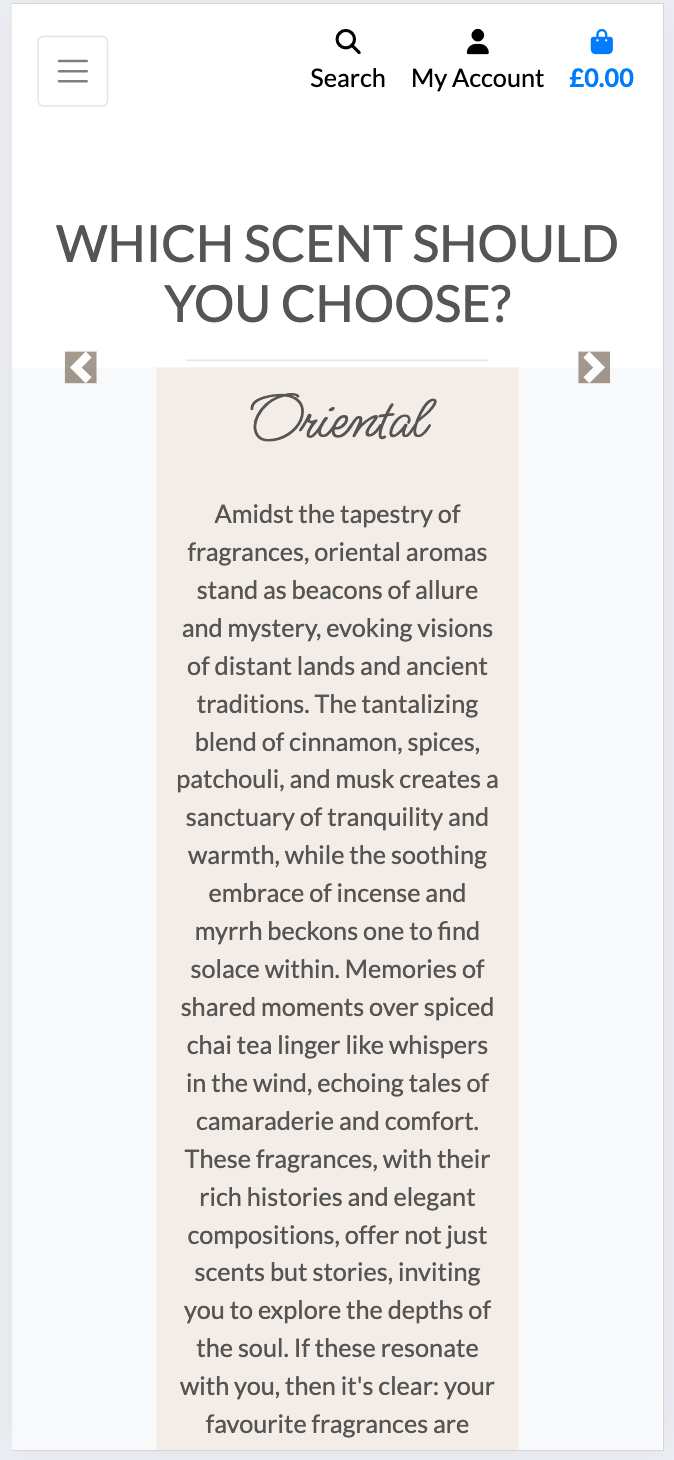 Search My Account £0.00
WHICH SCENT SHOULD
YOU CHOOSE?
Oriental
Amidst the tapestry of
fragrances, oriental aromas
stand as beacons of allure
and mystery, evoking visions
of distant lands and ancient
traditions. The tantalizing
blend of cinnamon, spices,
patchouli, and musk creates a
sanctuary of tranquility and
warmth, while the soothing
embrace of incense and
myrrh beckons one to find
solace within. Memories of
shared moments over spiced
chai tea linger like whispers
in the wind, echoing tales of
camaraderie and comfort.
These fragrances, with their
rich histories and elegant
compositions, offer not just
scents but stories, inviting
you to explore the depths of
the soul. If these resonate
with you, then it's clear: your
favourite fragrances are